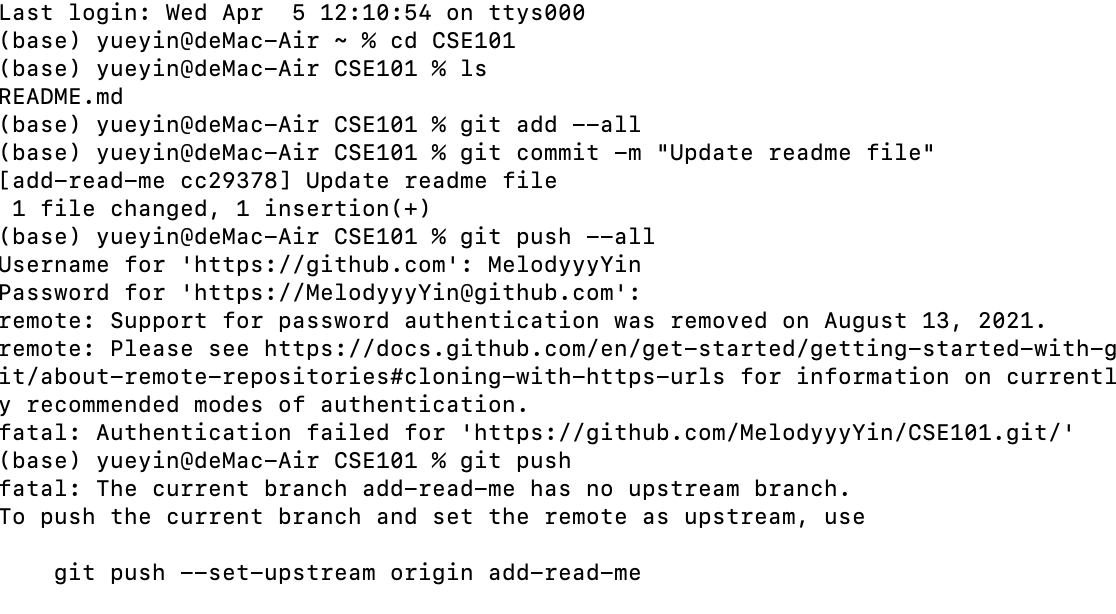 Last login: Wed Apr  5 12:10:54 on ttys000
(base) yueyin@deMac-Air ~ % cd CSE101
(base) yueyin@deMac-Air CSE101 % ls
README.md
(base) yueyin@deMac-Air CSE101 % git add --all
(base) yueyin@deMac-Air CSE101 % git commit -m "Update readme file"
[add-read-me cc29378] Update readme file
 1 file changed, 1 insertion(+)
(base) yueyin@deMac-Air CSE101 % git push --all
Username for 'https://github.com': MelodyyyYin
Password for 'https://MelodyyyYin@github.com':
remote: Support for password authentication was removed on August 13, 2021.
remote: Please see https://docs.github.com/en/get-started/getting-started-with-g
it/about-remote-repositories#cloning-with-https-urls for information on currentl
y recommended modes of authentication.
fatal: Authentication failed for 'https://github.com/MelodyyyYin/CSE101.git/'
(base) yueyin@deMac-Air CSE101 % git push
fatal: The current branch add-read-me has no upstream branch.
To push the current branch and set the remote as upstream, use

    git push --set-upstream origin add-read-me